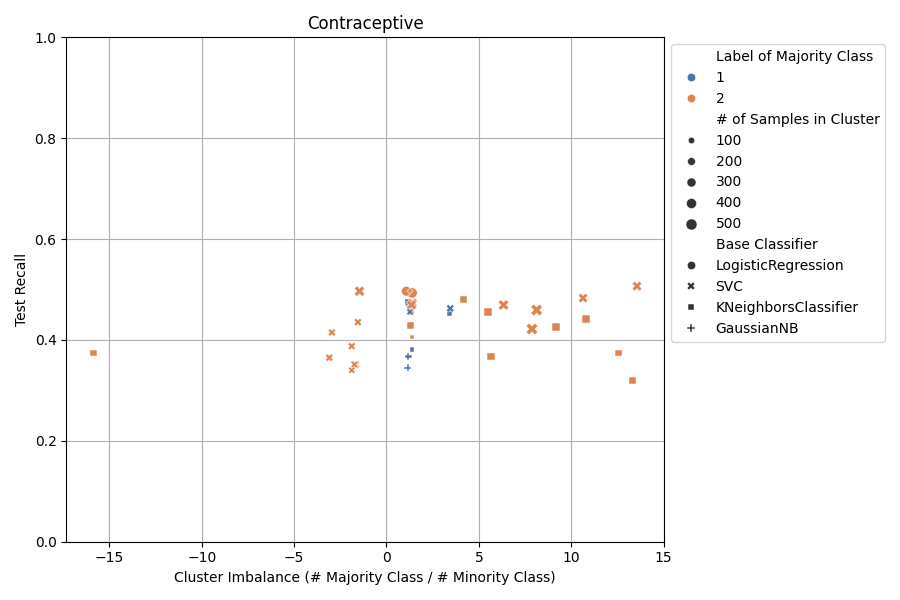 Contraceptive
Test Recall
1.0
0.8
0.6
0.4
0.2
0.0
−15
−10
−5
0
5
10
15
Cluster Imbalance (# Majority Class / # Minority Class)
Label of Majority Class
1
2
# of Samples in Cluster
100
200
300
400
500
Base Classifier
LogisticRegression
SVC
KNeighborsClassifier
GaussianNB